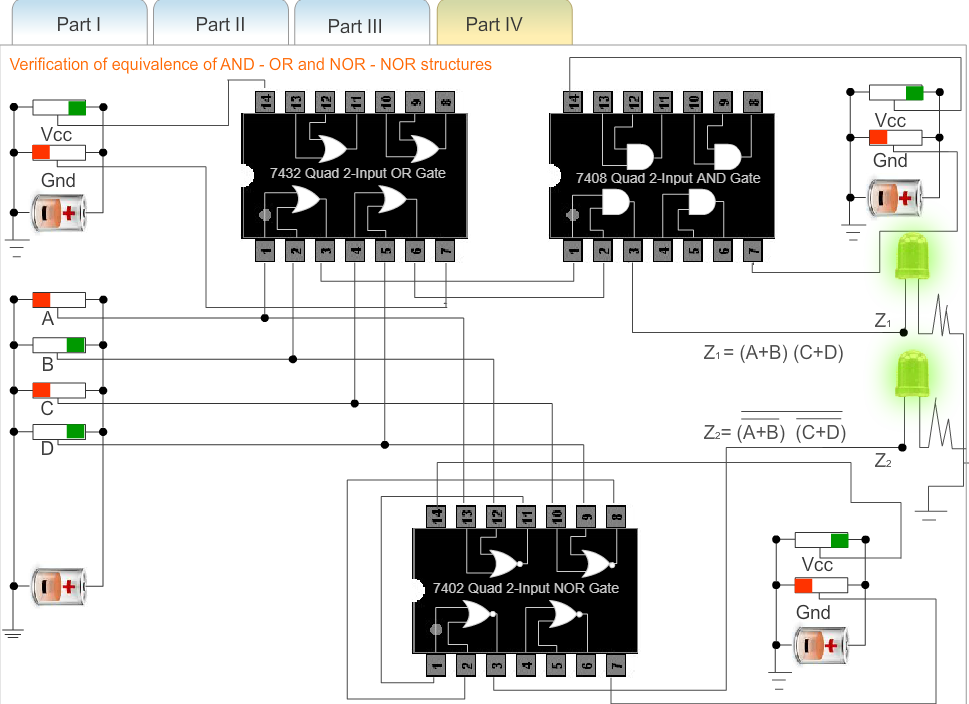 Part I Part II Part III Part IV
Verification of equivalence of AND - OR and NOR - NOR structures
14 13 12 11 10 9 8
14 13 12 11 10 9 8
Vcc
Vcc
Gnd
Gnd
7432 Quad 2-Input OR Gate
7408 Quad 2-Input AND Gate
1 2 3 4 5 6 7
1 2 3 4 5 6 7
A
B
C
D
Z1
Z1 = (A+B) (C+D)
Z2= (A+B) (C+D)
Z2
14 13 12 11 10 9 8
7402 Quad 2-Input NOR Gate
1 2 3 4 5 6 7
Vcc
Gnd